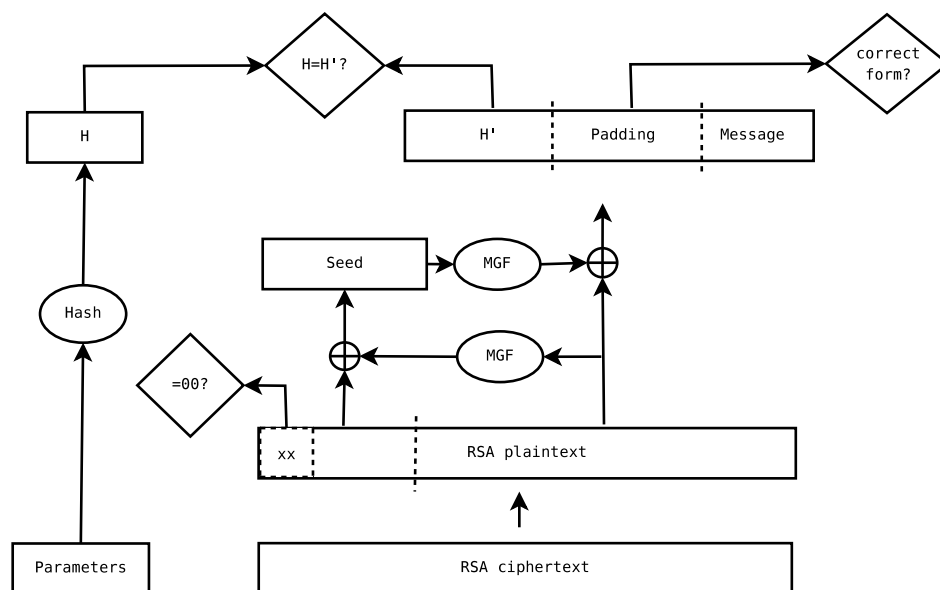 H=H'?
correct
form?
H
H'
Padding
Message
Seed
MGF
Hash
MGF
=00?
xx
RSA plaintext
Parameters
RSA ciphertext